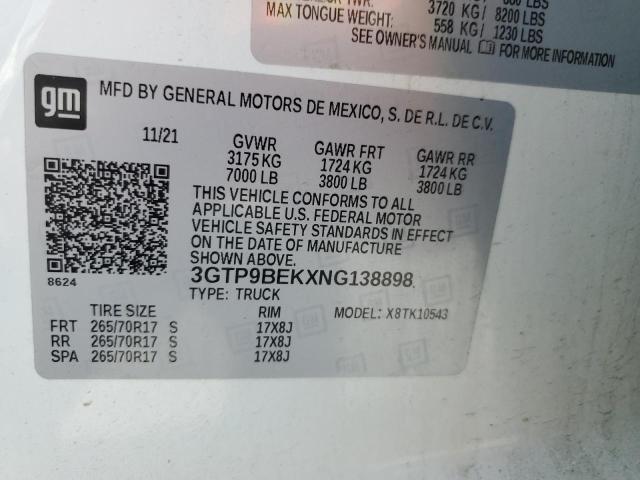 3720 KG / 8200 LBS
MAX TONGUE WEIGHT: 558 KG / 1230 LBS
SEE OWNER'S MANUAL FOR MORE INFORMATION
gm MFD BY GENERAL MOTORS DE MEXICO, S. DE R.L. DE C.V.
11/21 GVWR GAWR FRT GAWR RR
3175 KG 1724 KG 1724 KG
7000 LB 3800 LB 3800 LB
THIS VEHICLE CONFORMS TO ALL
APPLICABLE U.S. FEDERAL MOTOR
VEHICLE SAFETY STANDARDS IN EFFECT
ON THE DATE OF MANUFACTURE
SHOWN ABOVE.
8624
3GTP9BEKXNG138898
TYPE: TRUCK
TIRE SIZE RIM MODEL: X8TK10543
FRT 265/70R17 S 17X8J
RR 265/70R17 S 17X8J
SPA 265/70R17 S 17X8J